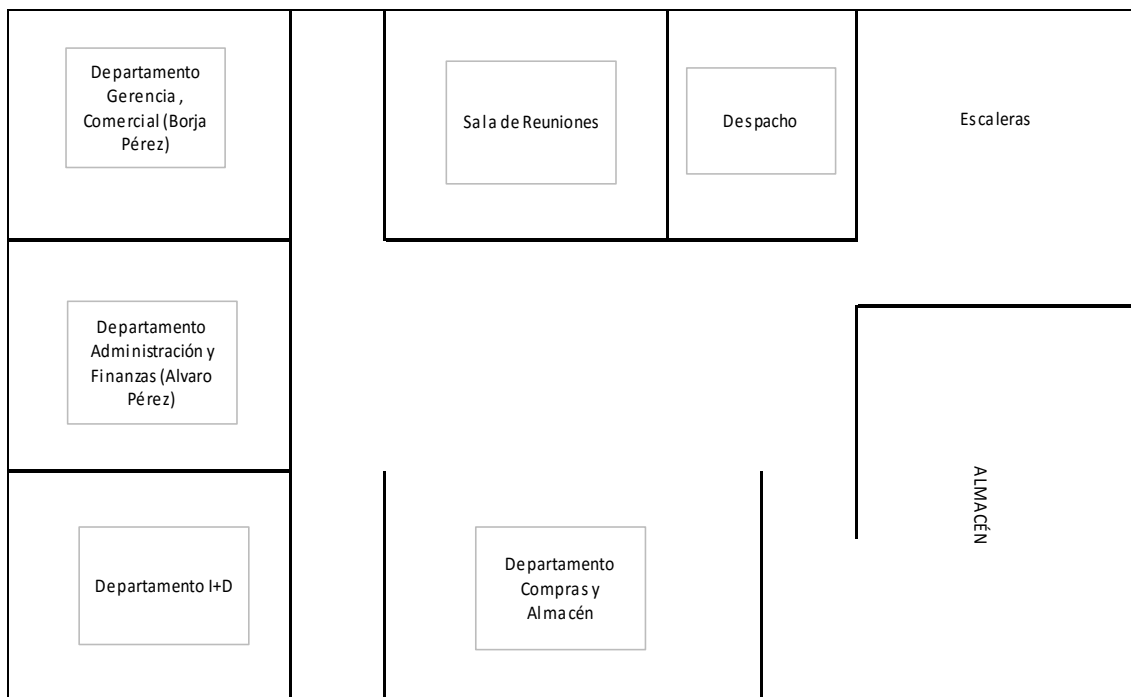 Departamento
Gerencia ,
Comercial (Borja
Pérez)
Sala de Reuniones
Despacho
Escaleras
Departamento
Administración y
Finanzas (Alvaro
Pérez)
ALMACÉN
Departamento I+D
Departamento
Compras y
Almacén